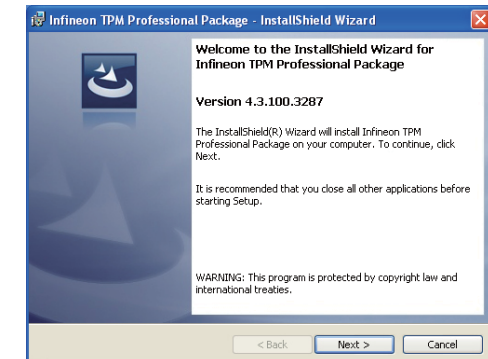 Infineon TPM Professional Package - InstallShield Wizard
Welcome to the InstallShield Wizard for
Infineon TPM Professional Package
Version 4.3.100.3287
The InstallShield(R) Wizard will install Infineon TPM
Professional Package on your computer. To continue, click
Next.
It is recommended that you close all other applications before
starting Setup.
WARNING: This program is protected by copyright law and
international treaties.
< Back
Next >
Cancel